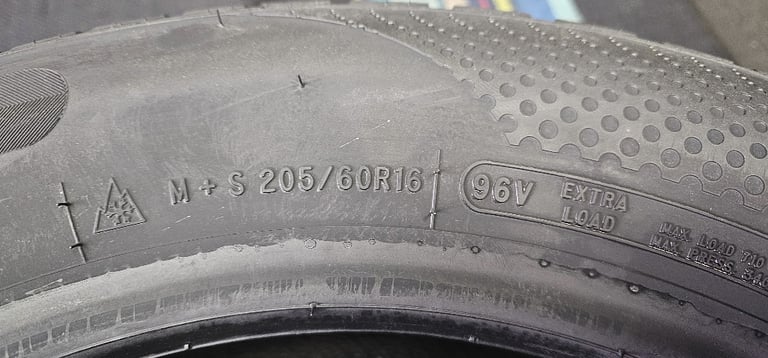 M + S 205/60R16
96V
EXTRA
LOAD
MAX. LOAD 710
MAX. PRESS. 340